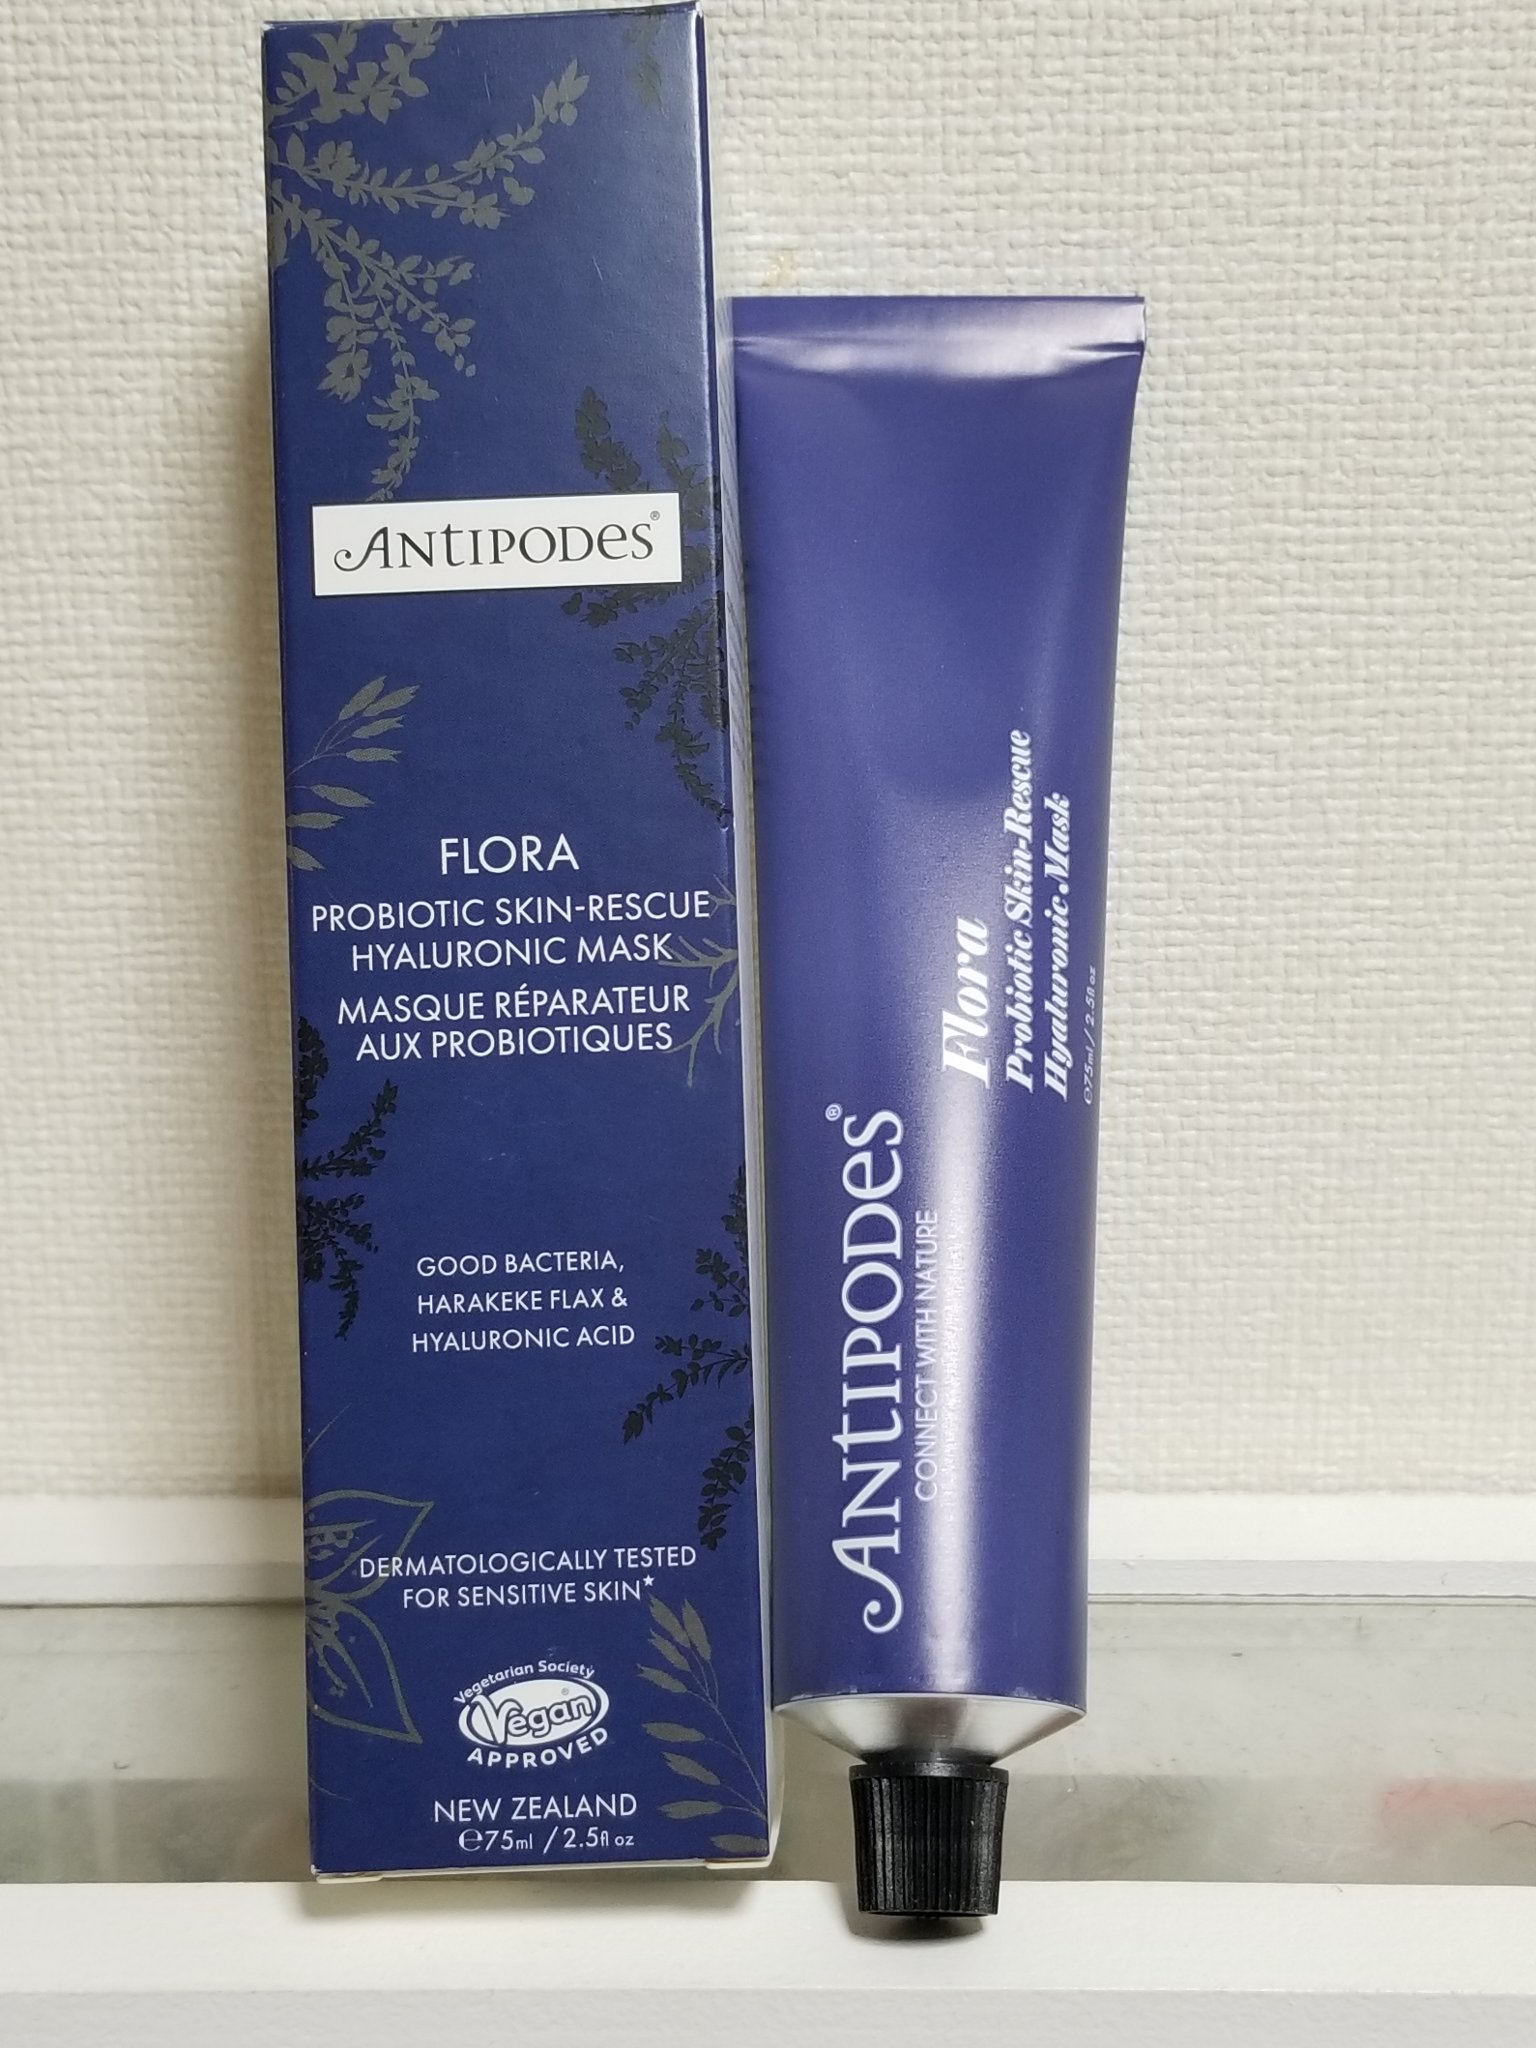 ANTIPODES®
FLORA
PROBIOTIC SKIN-RESCUE
HYALURONIC MASK
MASQUE RÉPARATEUR
AUX PROBIOTIQUES
GOOD BACTERIA,
HARAKEKE FLAX &
HYALURONIC ACID
DERMATOLOGICALLY TESTED
FOR SENSITIVE SKIN*
Vegetarian Society
Vegan®
APPROVED
NEW ZEALAND
℮75ml / 2.5fl oz
ANTIPODES®
CONNECT WITH NATURE
Flora
Probiotic Skin-Rescue
Hyaluronic Mask
℮75ml / 2.5fl oz